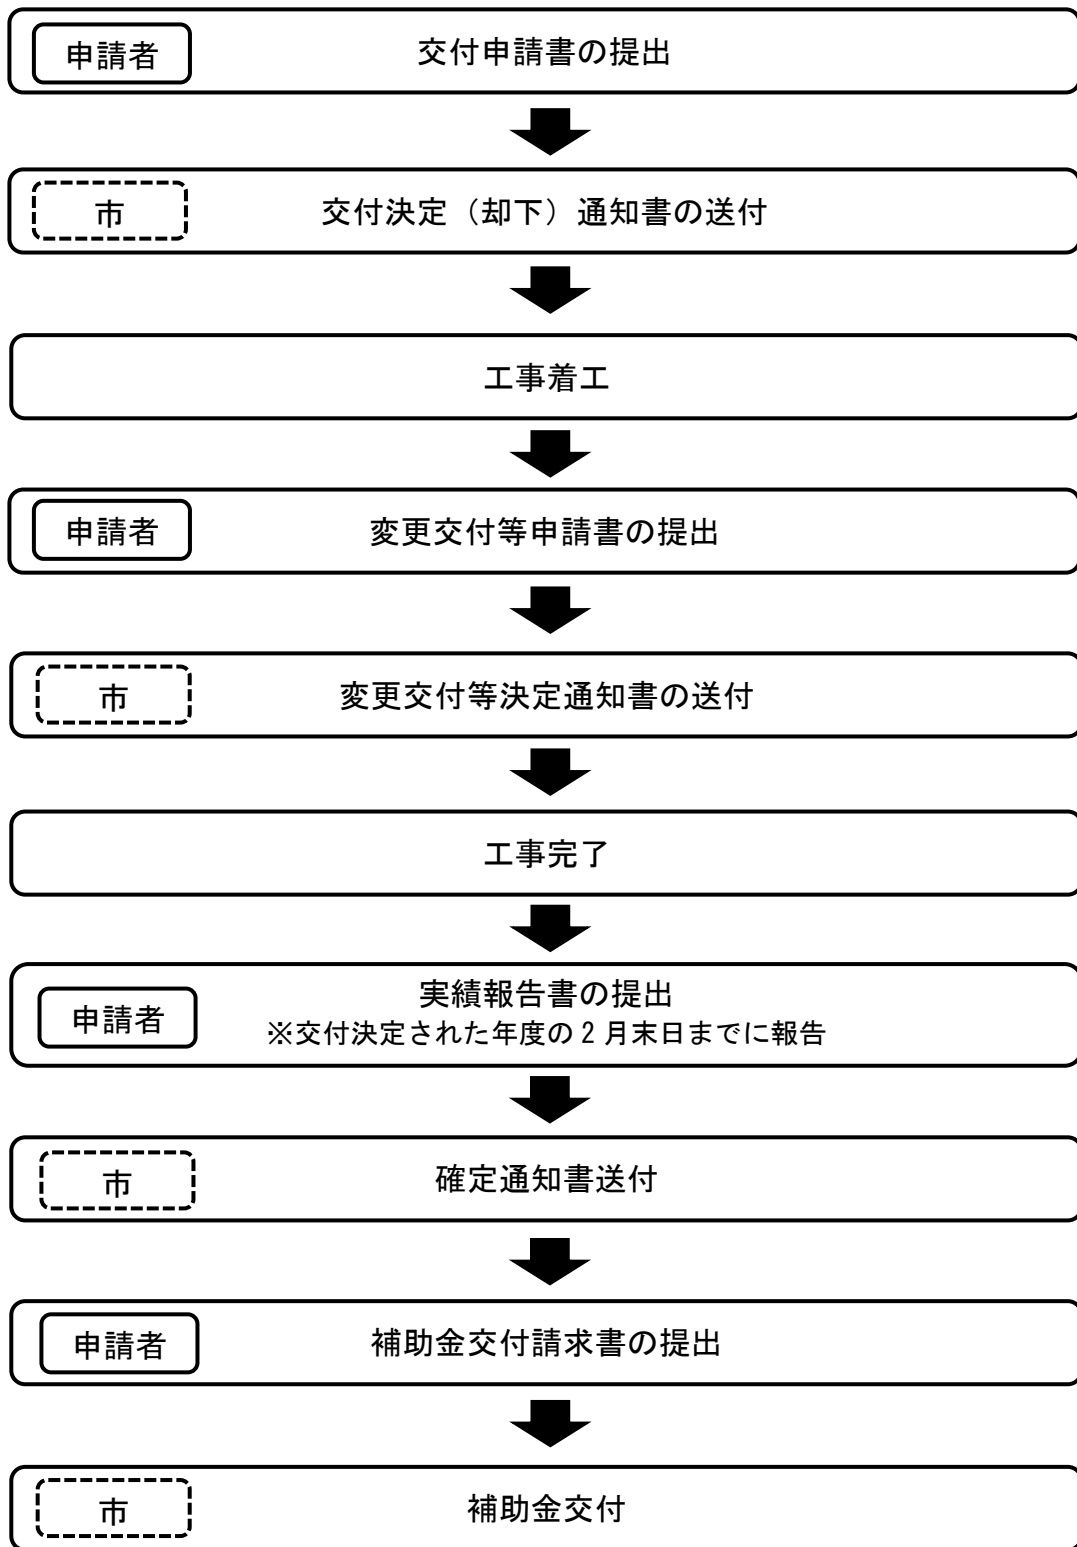 申請者
交付申請書の提出
市
交付決定（却下）通知書の送付
工事着工
申請者
変更交付等申請書の提出
市
変更交付等決定通知書の送付
工事完了
申請者
実績報告書の提出
※交付決定された年度の２月末日までに報告
市
確定通知書送付
申請者
補助金交付請求書の提出
市
補助金交付